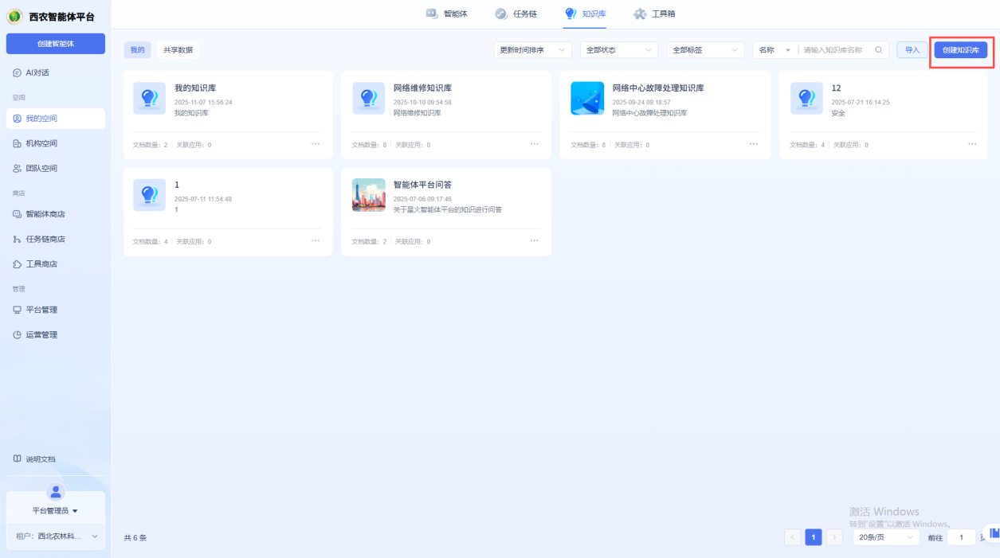 西农智能体平台
创建智能体
AI对话
空间
我的空间
机构空间
团队空间
商店
智能体商店
任务链商店
工具商店
管理
平台管理
运营管理
说明文档
平台管理员
租户：西北农林科...
智能体 任务链 知识库 工具箱
我的 共享数据 更新时间排序 全部状态 全部标签 名称 请输入知识库名称 导入 创建知识库
我的知识库
2025-11-07 15:56:24
我的知识库
文档数量：2 关联应用：0 ···
网络维修知识库
2025-10-10 09:54:58
网络维修知识库
文档数量：8 关联应用：0 ···
网络中心故障处理知识库
2025-09-24 09:18:57
网络中心故障处理知识库
文档数量：8 关联应用：0 ···
12
2025-07-21 16:14:25
安全
文档数量：4 关联应用：0 ···
1
2025-07-11 11:54:48
1
文档数量：4 关联应用：0 ···
智能体平台问答
2025-07-06 09:17:46
关于星火智能体平台的知识进行问答
文档数量：2 关联应用：0 ···
激活 Windows
转到"设置"以激活 Windows。
共 6 条 < 1 > 20条/页 前往 1